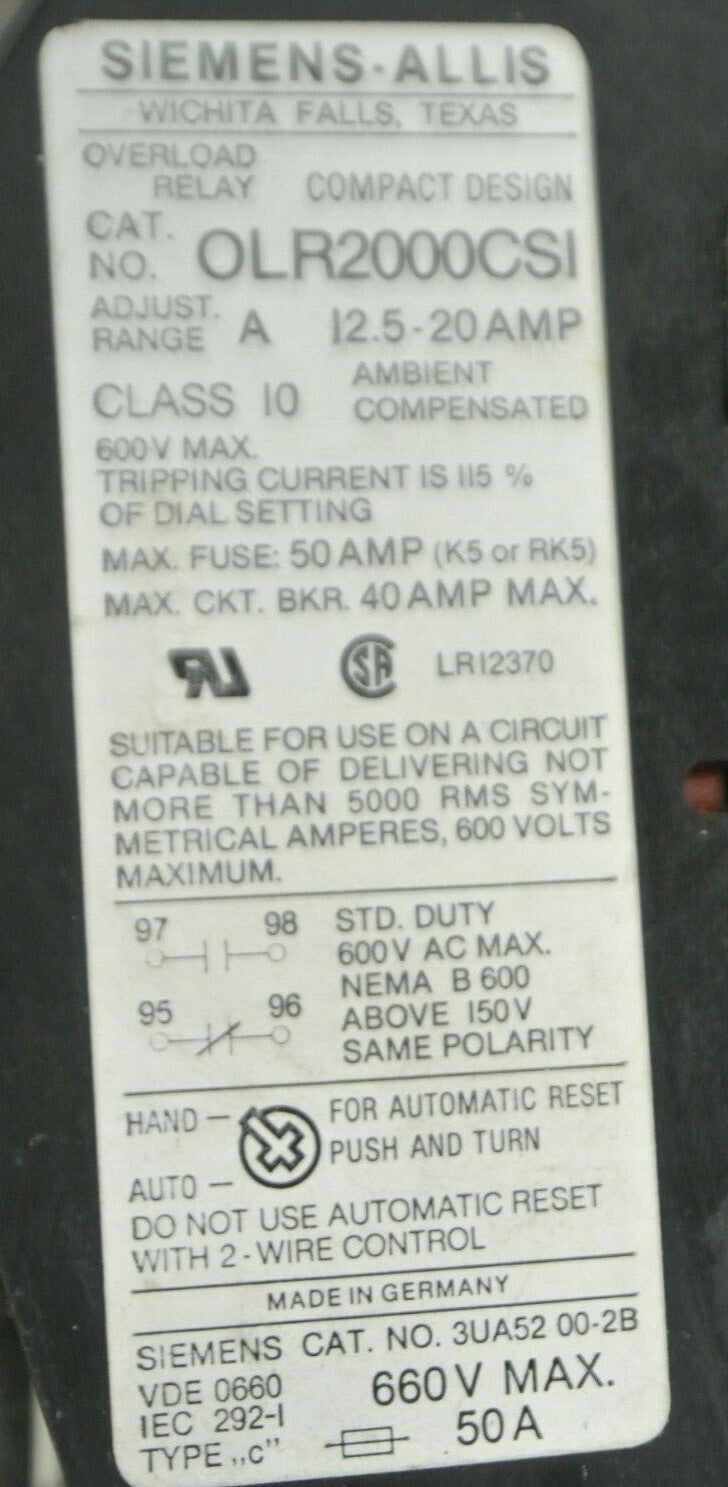 SIEMENS-ALLIS
WICHITA FALLS, TEXAS
OVERLOAD
RELAY COMPACT DESIGN
CAT.
NO. OLR2000CSI
ADJUST.
RANGE A 12.5-20 AMP
CLASS 10 AMBIENT
COMPENSATED
600V MAX.
TRIPPING CURRENT IS 115 %
OF DIAL SETTING
MAX. FUSE: 50 AMP (K5 or RK5)
MAX. CKT. BKR. 40 AMP MAX.
LR12370
SUITABLE FOR USE ON A CIRCUIT
CAPABLE OF DELIVERING NOT
MORE THAN 5000 RMS SYM-
METRICAL AMPERES, 600 VOLTS
MAXIMUM.
97 98 STD. DUTY
600V AC MAX.
NEMA B 600
95 96 ABOVE 150V
SAME POLARITY
HAND – FOR AUTOMATIC RESET
PUSH AND TURN
AUTO –
DO NOT USE AUTOMATIC RESET
WITH 2-WIRE CONTROL
MADE IN GERMANY
SIEMENS CAT. NO. 3UA52 00-2B
VDE 0660 660V MAX.
IEC 292-1 50A
TYPE „c”